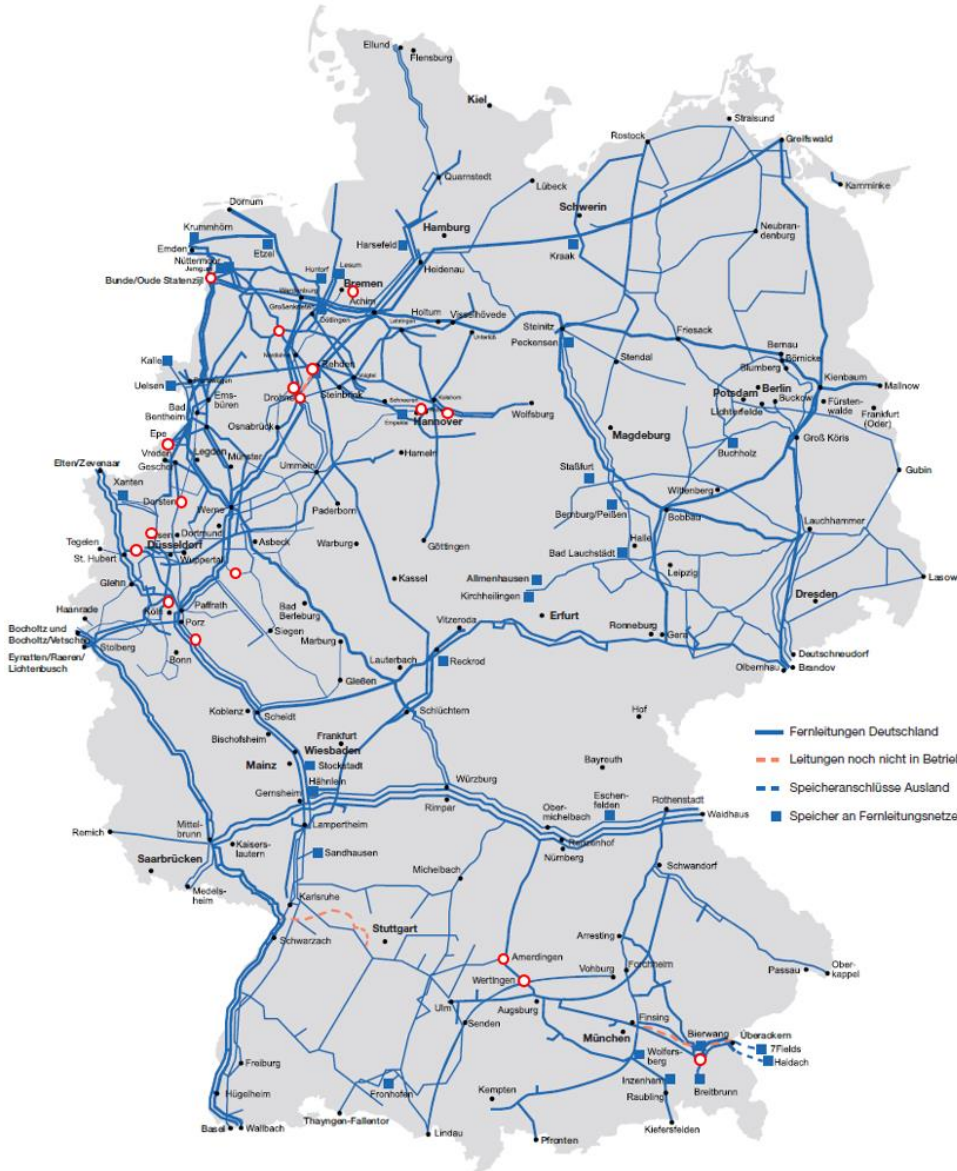 Ellund
Flensburg
Kiel
Stralsund
Rostock
Greifswald
Quarnstedt
Lübeck
Kamminke
Dornum
Schwerin
Krummhörn
Hamburg
Neubran-
denburg
Emden
Etzel
Harsefeld
Kraak
Nüttermoor
Jemgum
Huntorf
Lesum
Heidenau
Bunde/Oude Statenzijl
Bremen
Achim
Großenkneten
Dötlingen
Holtum
Visselhövede
Steinitz
Peckensen
Friesack
Bernau
Börnicke
Blumberg
Kalle
Rehden
Stendal
Kienbaum
Mallnow
Uelsen
Ems-
büren
Drohne
Steinbrink
Berlin
Potsdam
Buckow
Lichterfelde
Fürsten-
walde
Frankfurt
(Oder)
Bad
Bentheim
Osnabrück
Empelde
Hannover
Wolfsburg
Epe
Magdeburg
Groß Köris
Vreden
Legden
Münster
Hameln
Buchholz
Gescher
Ummeln
Elten/Zevenaar
Staßfurt
Gubin
Xanten
Wittenberg
Dorsten
Werne
Paderborn
Bernburg/Peißen
Bobbau
Lauchhammer
Tegelen
Dortmund
Asbeck
Warburg
Göttingen
Halle
Düsseldorf
St. Hubert
Wuppertal
Bad Lauchstädt
Leipzig
Lasow
Glehn
Kassel
Allmenhausen
Kirchheilingen
Dresden
Haanrade
Köln
Paffrath
Bad
Berleburg
Erfurt
Porz
Siegen
Vitzeroda
Ronneburg
Gera
Bocholtz und
Bocholtz/Vetschau
Stolberg
Marburg
Eynatten/Raeren/
Lichtenbusch
Bonn
Lauterbach
Reckrod
Deutschneudorf
Olbernhau
Brandov
Gießen
Koblenz
Scheidt
Schlüchtern
Hof
Bischofsheim
Frankfurt
Wiesbaden
Fernleitungen Deutschland
Mainz
Stockstadt
Bayreuth
Leitungen noch nicht in Betrieb
Hähnlein
Würzburg
Speicheranschlüsse Ausland
Gernsheim
Eschen-
felden
Rothenstadt
Rimpar
Ober-
michelbach
Waidhaus
Speicher an Fernleitungsnetze
Remich
Mittel-
brunn
Lampertheim
Renzenhof
Kaisers-
lautern
Nürnberg
Saarbrücken
Sandhausen
Michelbach
Schwandorf
Medels-
heim
Karlsruhe
Stuttgart
Schwarzach
Arresting
Amerdingen
Forchheim
Passau
Ober-
kappel
Wertingen
Vohburg
Ulm
Augsburg
Senden
Finsing
München
Bierwang
Überackern
7Fields
Haidach
Freiburg
Wolfers-
berg
Hügelheim
Fronhofen
Kempten
Inzenham
Raubling
Breitbrunn
Basel
Wallbach
Thayngen-Fallentor
Lindau
Pfronten
Kiefersfelden